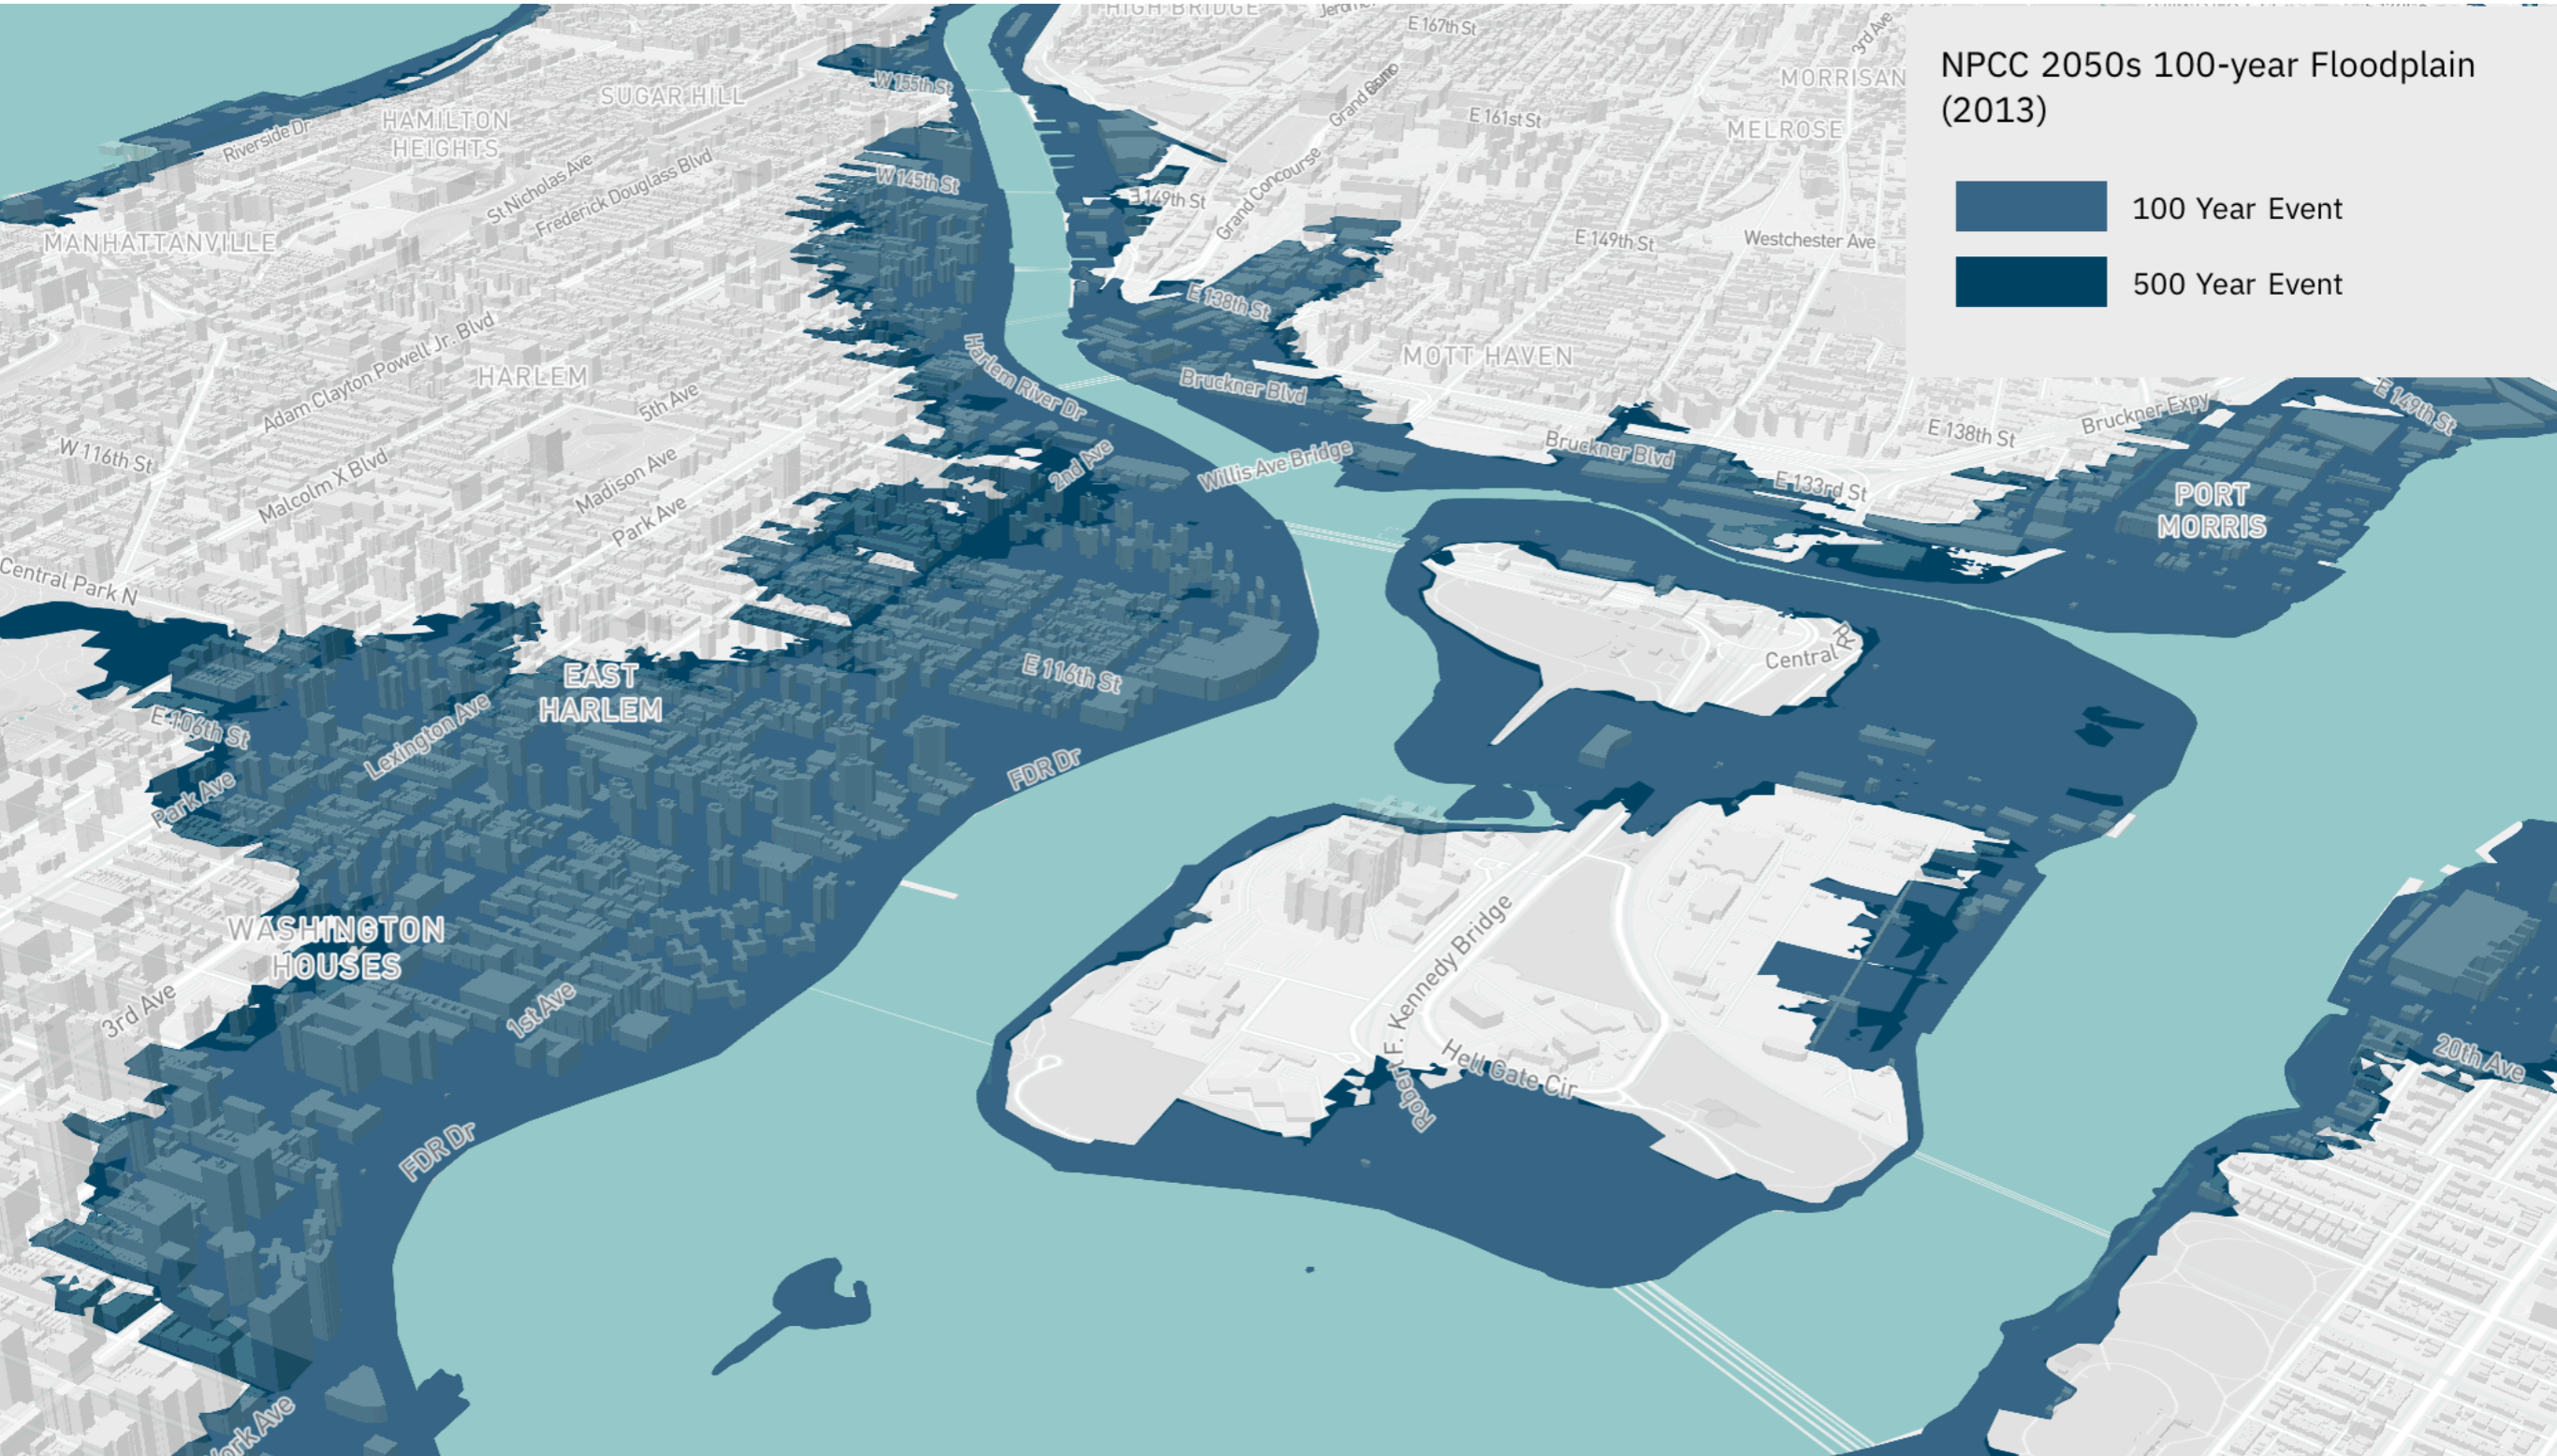 NPCC 2050s 100-year Floodplain
(2013)
100 Year Event
500 Year Event
HIGH BRIDGE
E 167th St
3rd Ave
W 155th St
SUGAR HILL
MORRISAN
HAMILTON
HEIGHTS
Riverside Dr
Grand
E 161st St
MELROSE
St Nicholas Ave
Frederick Douglass Blvd
W 145th St
149th St
Grand Concourse
MANHATTANVILLE
E 149th St
Westchester Ave
E 138th St
Adam Clayton Powell Jr. Blvd
HARLEM
5th Ave
Harlem River Dr
Bruckner Blvd
MOTT HAVEN
E 149th St
W 116th St
Malcolm X Blvd
Madison Ave
Park Ave
2nd Ave
Willis Ave Bridge
Bruckner Blvd
E 138th St
Bruckner Expy
E 133rd St
PORT
MORRIS
Central Park N
EAST
HARLEM
E 116th St
Central Rd
E 106th St
Lexington Ave
FDR Dr
Park Ave
WASHINGTON
HOUSES
3rd Ave
1st Ave
Robert F. Kennedy Bridge
Hell Gate Cir
20th Ave
FDR Dr
York Ave